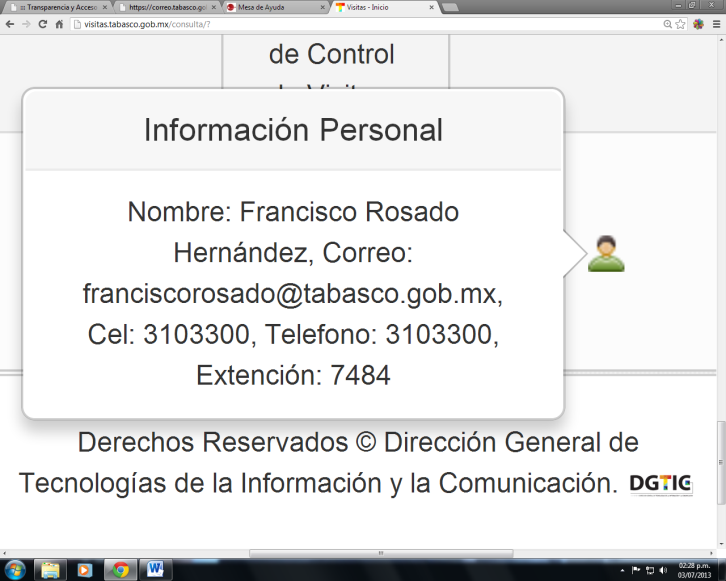 ::: Transparencia y Acceso
https://correo.tabasco.gob
Mesa de Ayuda
Visitas - Inicio
visitas.tabasco.gob.mx/consulta/?
de Control
Información Personal
Nombre: Francisco Rosado
Hernández, Correo:
franciscorosado@tabasco.gob.mx,
Cel: 3103300, Telefono: 3103300,
Extención: 7484
Derechos Reservados © Dirección General de
Tecnologías de la Información y la Comunicación. DGTIC
02:28 p.m.
03/07/2013